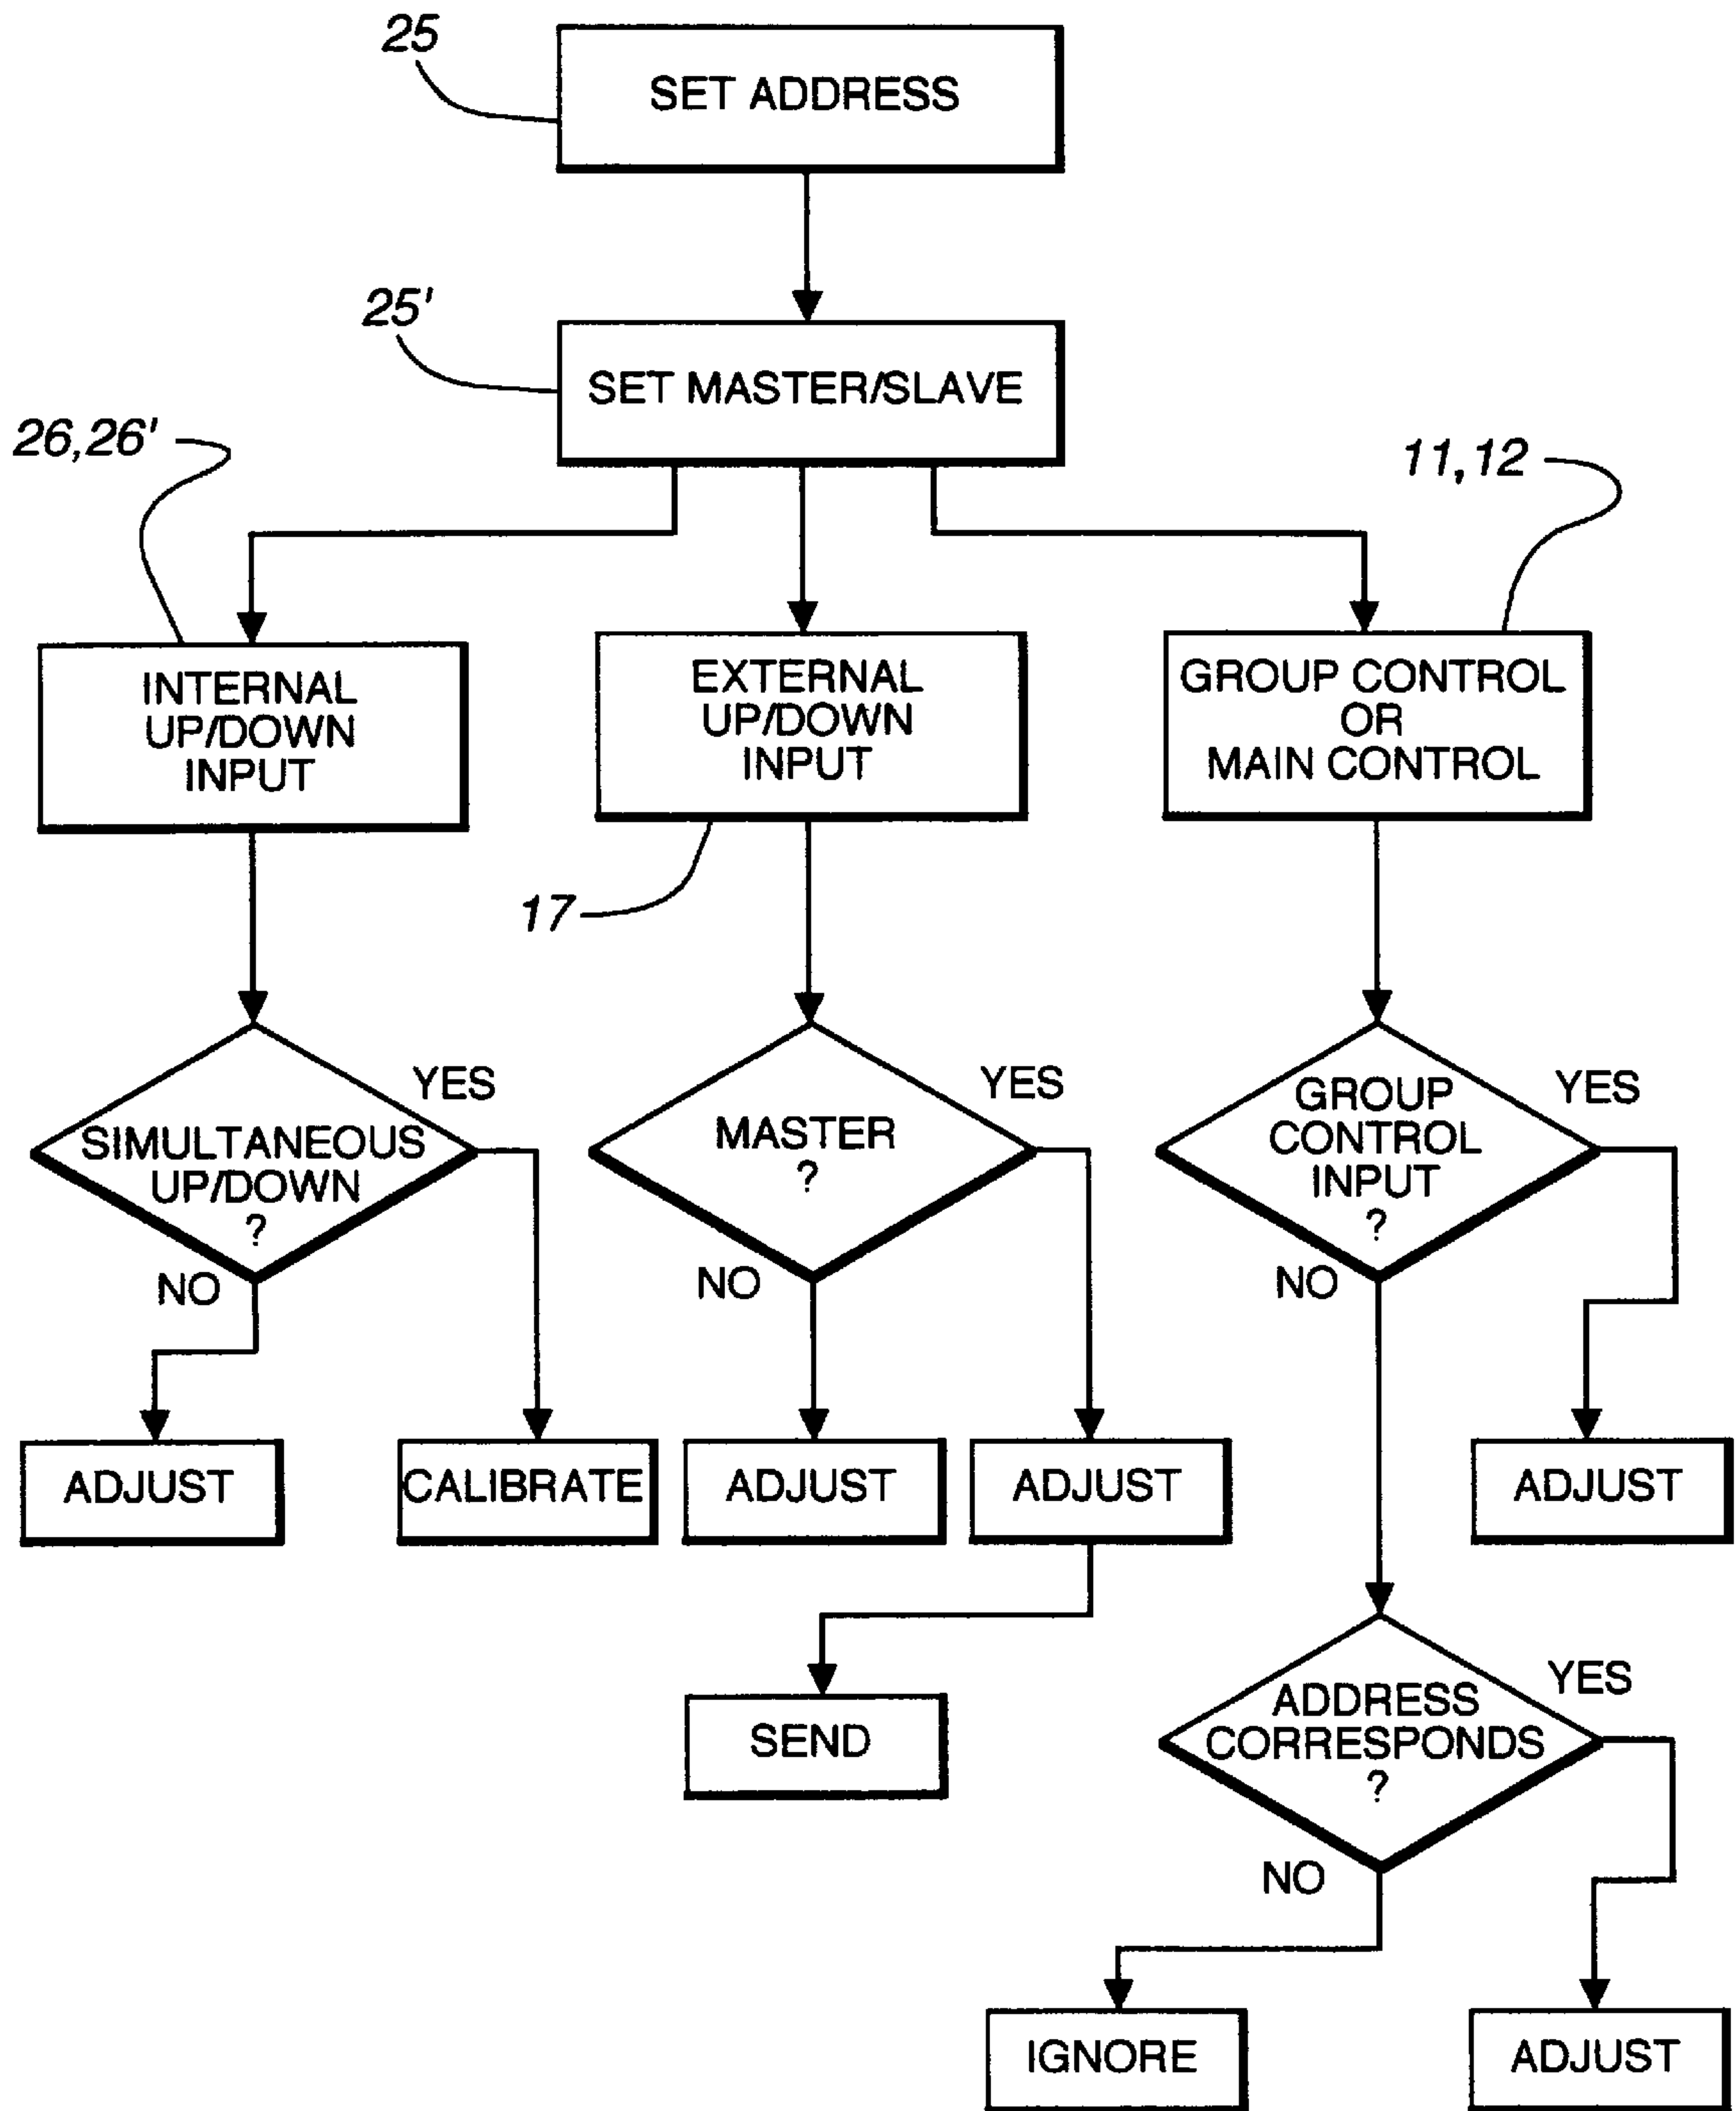 25
SET ADDRESS
25'
SET MASTER/SLAVE
26,26'
11,12
INTERNAL
UP/DOWN
INPUT
EXTERNAL
UP/DOWN
INPUT
GROUP CONTROL
OR
MAIN CONTROL
17
SIMULTANEOUS
UP/DOWN
?
YES
NO
MASTER
?
YES
NO
GROUP
CONTROL
INPUT
?
YES
NO
ADJUST
CALIBRATE
ADJUST
ADJUST
ADJUST
SEND
ADDRESS
CORRESPONDS
?
YES
NO
IGNORE
ADJUST